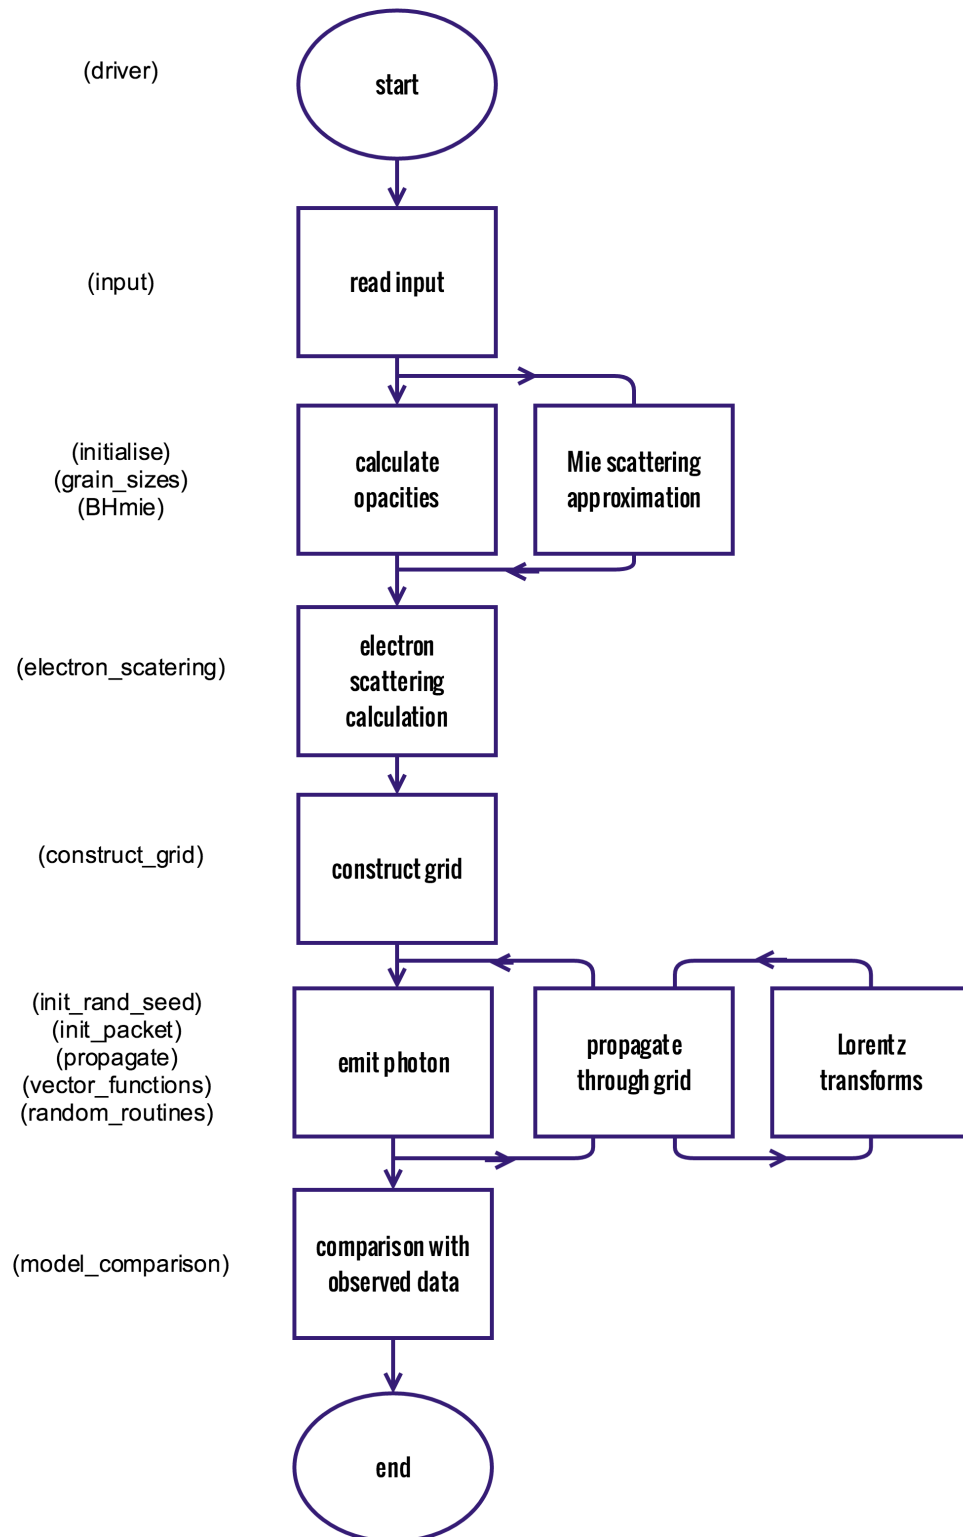 (driver)
start
(input)
read input
(initialise)
(grain_sizes)
(BHmie)
calculate
opacities
Mie scattering
approximation
(electron_scatering)
electron
scattering
calculation
(construct_grid)
construct grid
(init_rand_seed)
(init_packet)
(propagate)
(vector_functions)
(random_routines)
emit photon
propagate
through grid
Lorentz
transforms
(model_comparison)
comparison with
observed data
end